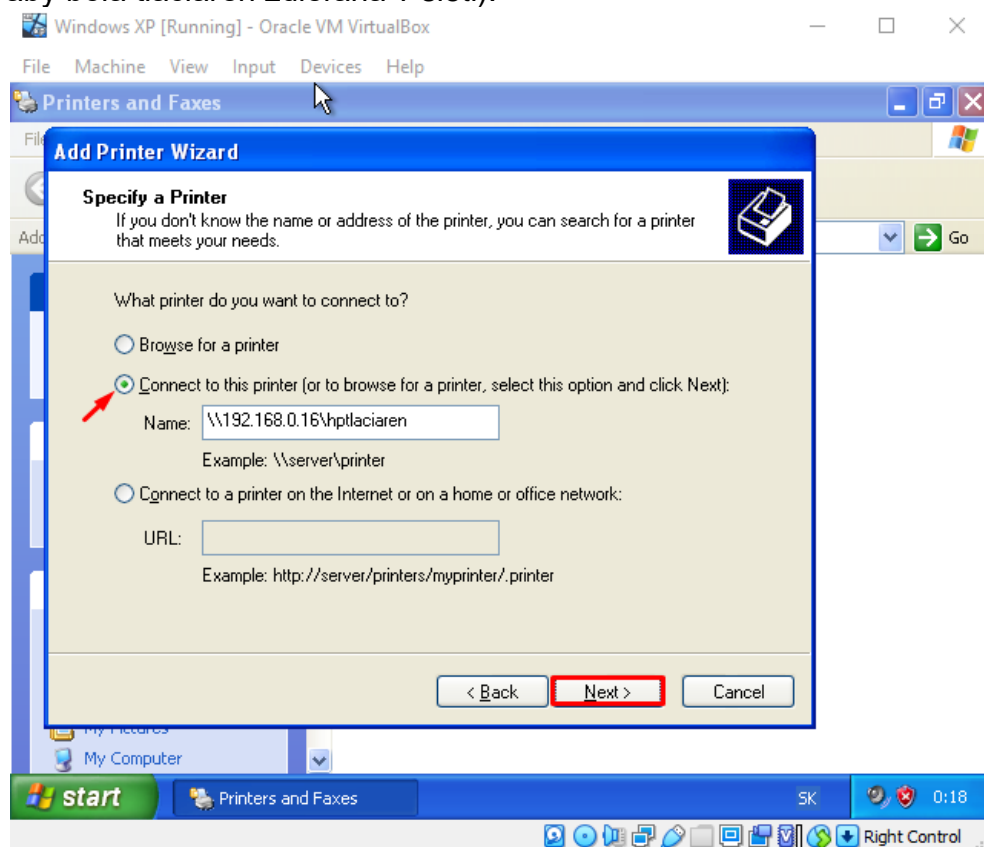 Windows XP [Running] - Oracle VM VirtualBox
File Machine View Input Devices Help
Printers and Faxes
File
Add Printer Wizard
Specify a Printer
If you don't know the name or address of the printer, you can search for a printer
that meets your needs.
Add
Go
What printer do you want to connect to?
Browse for a printer
Connect to this printer (or to browse for a printer, select this option and click Next):
Name: \\192.168.0.16\hptlaciaren
Example: \\server\printer
Connect to a printer on the Internet or on a home or office network:
URL:
Example: http://server/printers/myprinter/.printer
< Back Next > Cancel
My Pictures
My Computer
start Printers and Faxes SK 0:18
Right Control